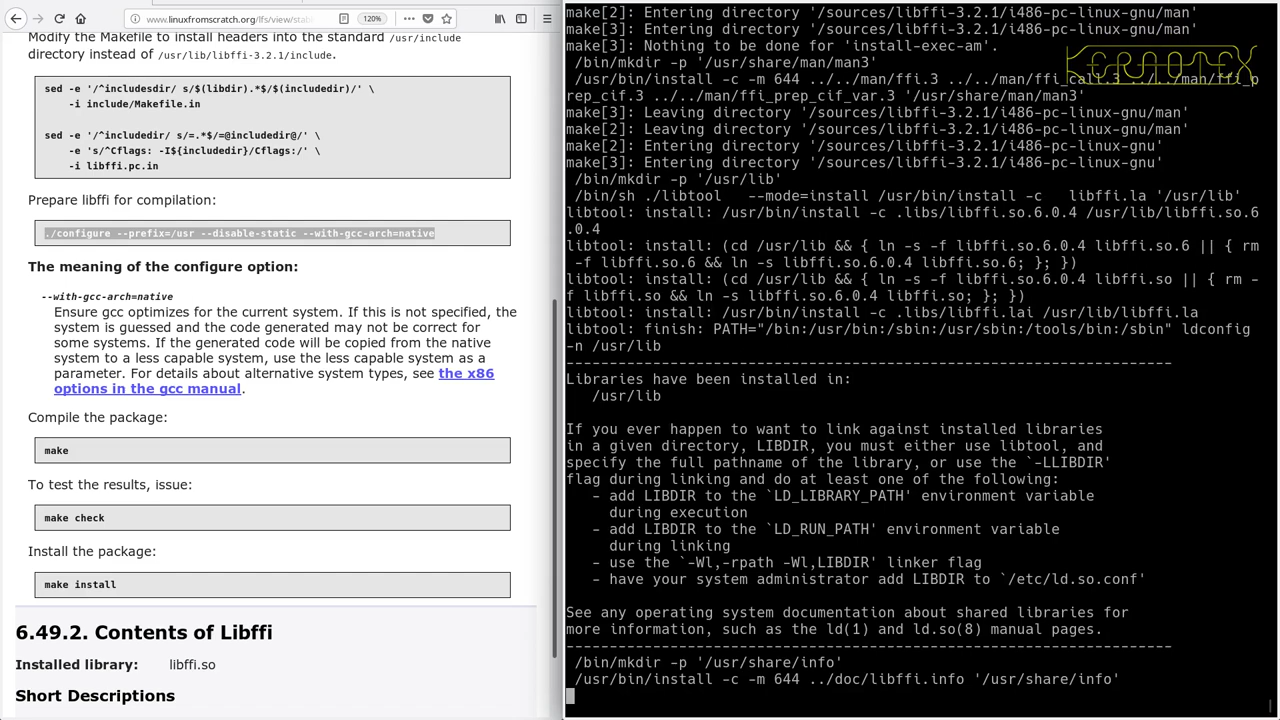 www.linuxfromscratch.org/lfs/view/stabl
120%
Modify the Makefile to install headers into the standard /usr/include
directory instead of /usr/lib/libffi-3.2.1/include.
sed -e '/^includesdir/ s/$(libdir).*$/$(includedir)/' \
-i include/Makefile.in
sed -e '/^includedir/ s/=.*$/=@includedir@/' \
-e 's/^Cflags: -I${includedir}/Cflags:/' \
-i libffi.pc.in
Prepare libffi for compilation:
./configure --prefix=/usr --disable-static --with-gcc-arch=native
The meaning of the configure option:
--with-gcc-arch=native
Ensure gcc optimizes for the current system. If this is not specified, the
system is guessed and the code generated may not be correct for
some systems. If the generated code will be copied from the native
system to a less capable system, use the less capable system as a
parameter. For details about alternative system types, see the x86
options in the gcc manual.
Compile the package:
make
To test the results, issue:
make check
Install the package:
make install
6.49.2. Contents of Libffi
Installed library: libffi.so
Short Descriptions
make[2]: Entering directory '/sources/libffi-3.2.1/i486-pc-linux-gnu/man'
make[3]: Entering directory '/sources/libffi-3.2.1/i486-pc-linux-gnu/man'
make[3]: Nothing to be done for 'install-exec-am'.
/bin/mkdir -p '/usr/share/man/man3'
/usr/bin/install -c -m 644 ../../man/ffi.3 ../../man/ffi_call.3 ../../man/ffi_p
rep_cif.3 ../../man/ffi_prep_cif_var.3 '/usr/share/man/man3'
make[3]: Leaving directory '/sources/libffi-3.2.1/i486-pc-linux-gnu/man'
make[2]: Leaving directory '/sources/libffi-3.2.1/i486-pc-linux-gnu/man'
make[2]: Entering directory '/sources/libffi-3.2.1/i486-pc-linux-gnu'
make[3]: Entering directory '/sources/libffi-3.2.1/i486-pc-linux-gnu'
/bin/mkdir -p '/usr/lib'
/bin/sh ./libtool   --mode=install /usr/bin/install -c   libffi.la '/usr/lib'
libtool: install: /usr/bin/install -c .libs/libffi.so.6.0.4 /usr/lib/libffi.so.6
.0.4
libtool: install: (cd /usr/lib && { ln -s -f libffi.so.6.0.4 libffi.so.6 || { rm
-f libffi.so.6 && ln -s libffi.so.6.0.4 libffi.so.6; }; })
libtool: install: (cd /usr/lib && { ln -s -f libffi.so.6.0.4 libffi.so || { rm -
f libffi.so && ln -s libffi.so.6.0.4 libffi.so; }; })
libtool: install: /usr/bin/install -c .libs/libffi.lai /usr/lib/libffi.la
libtool: finish: PATH="/bin:/usr/bin:/sbin:/usr/sbin:/tools/bin:/sbin" ldconfig
-n /usr/lib
----------------------------------------------------------------------
Libraries have been installed in:
/usr/lib
If you ever happen to want to link against installed libraries
in a given directory, LIBDIR, you must either use libtool, and
specify the full pathname of the library, or use the `-LLIBDIR'
flag during linking and do at least one of the following:
- add LIBDIR to the `LD_LIBRARY_PATH' environment variable
during execution
- add LIBDIR to the `LD_RUN_PATH' environment variable
during linking
- use the `-Wl,-rpath -Wl,LIBDIR' linker flag
- have your system administrator add LIBDIR to `/etc/ld.so.conf'
See any operating system documentation about shared libraries for
more information, such as the ld(1) and ld.so(8) manual pages.
----------------------------------------------------------------------
/bin/mkdir -p '/usr/share/info'
/usr/bin/install -c -m 644 ../doc/libffi.info '/usr/share/info'